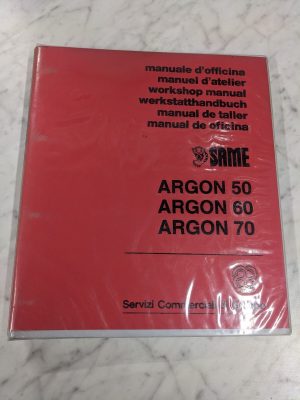 manuale d'officina
manuel d'atelier
workshop manual
werkstatthandbuch
manual de taller
manual de oficina
SAME
ARGON 50
ARGON 60
ARGON 70
Servizi Commerciali